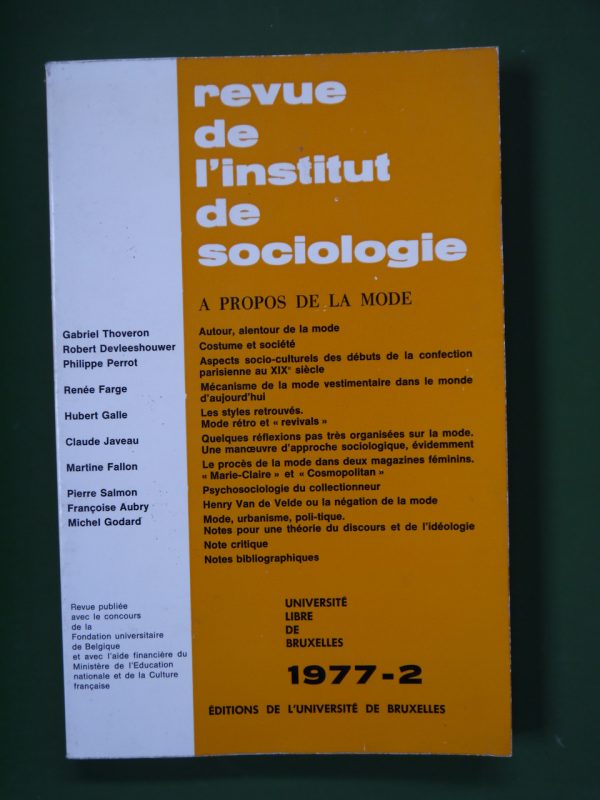 revue
de
l'institut
de
sociologie
A PROPOS DE LA MODE
Gabriel Thoveron
Autour, alentour de la mode
Robert Devleeshouwer
Costume et société
Philippe Perrot
Aspects socio-culturels des débuts de la confection
parisienne au XIXe siècle
Renée Farge
Mécanisme de la mode vestimentaire dans le monde
d'aujourd'hui
Hubert Galle
Les styles retrouvés.
Mode rétro et « revivals »
Claude Javeau
Quelques réflexions pas très organisées sur la mode.
Une manœuvre d'approche sociologique, évidemment
Martine Fallon
Le procès de la mode dans deux magazines féminins.
« Marie-Claire » et « Cosmopolitan »
Pierre Salmon
Psychosociologie du collectionneur
Françoise Aubry
Henry Van de Velde ou la négation de la mode
Michel Godard
Mode, urbanisme, poli-tique.
Notes pour une théorie du discours et de l'idéologie
Note critique
Notes bibliographiques
Revue publiée
avec le concours
de la
Fondation universitaire
de Belgique
et avec l'aide financière du
Ministère de l'Education
nationale et de la Culture
française
UNIVERSITÉ
LIBRE
DE
BRUXELLES
1977-2
ÉDITIONS DE L'UNIVERSITÉ DE BRUXELLES